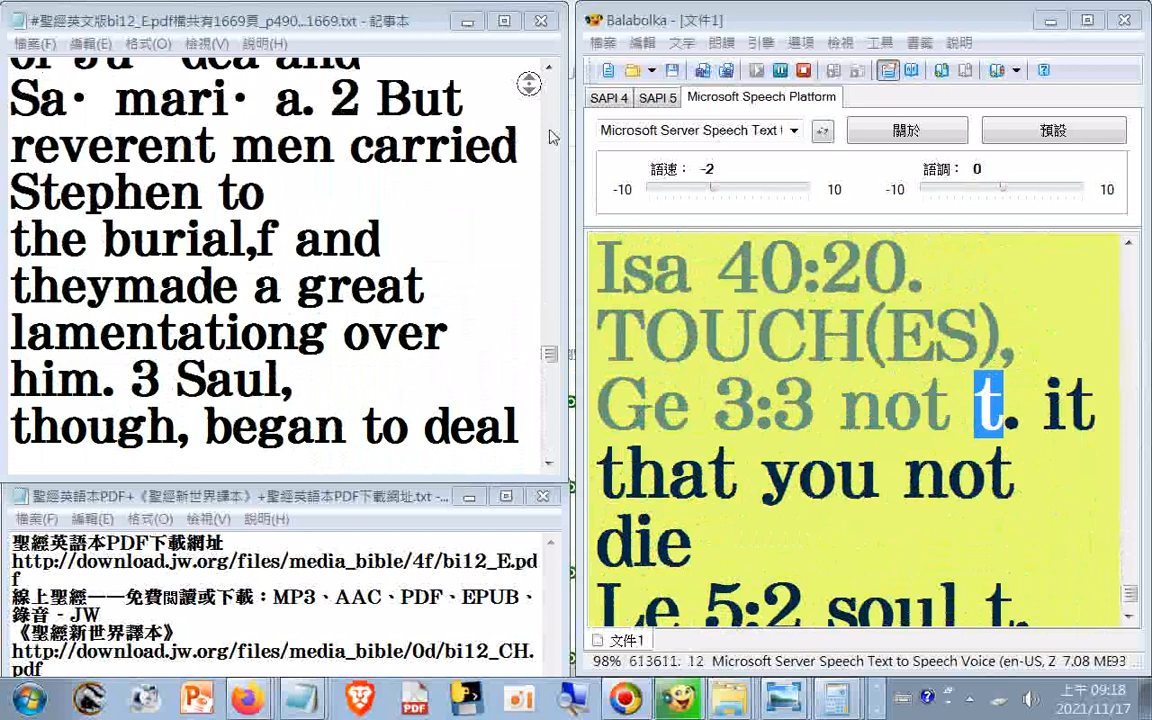 #聖經英文版bi12_E.pdf檔共有1669頁_p490,...1669.txt - 記事本
檔案(F) 編輯(E) 格式(O) 檢視(V) 說明(H)
of Ju· dea and
Sa· mari· a. 2 But
reverent men carried
Stephen to
the burial,f and
theymade a great
lamentationg over
him. 3 Saul,
though, began to deal
聖經英語本PDF+《聖經新世界譯本》+聖經英語本PDF下載網址.txt -...
檔案(F) 編輯(E) 格式(O) 檢視(V) 說明(H)
聖經英語本PDF下載網址
http://download.jw.org/files/media_bible/4f/bi12_E.pd
f
線上聖經──免費閱讀或下載：MP3、AAC、PDF、EPUB、
錄音 - JW
《聖經新世界譯本》
http://download.jw.org/files/media_bible/0d/bi12_CH.
pdf
Balabolka - [文件1]
檔案 編輯 文字 朗讀 引擎 選項 檢視 工具 書籤 說明
SAPI 4 SAPI 5 Microsoft Speech Platform
Microsoft Server Speech Text 關於 預設
語速： -2 語調： 0
-10 10 -10 10
Isa 40:20.
TOUCH(ES),
Ge 3:3 not t. it
that you not
die
Le 5:2 soul t.
文件1
98% 613611: 12 Microsoft Server Speech Text to Speech Voice (en-US, Z 7.08 ME93
上午 09:18
2021/11/17